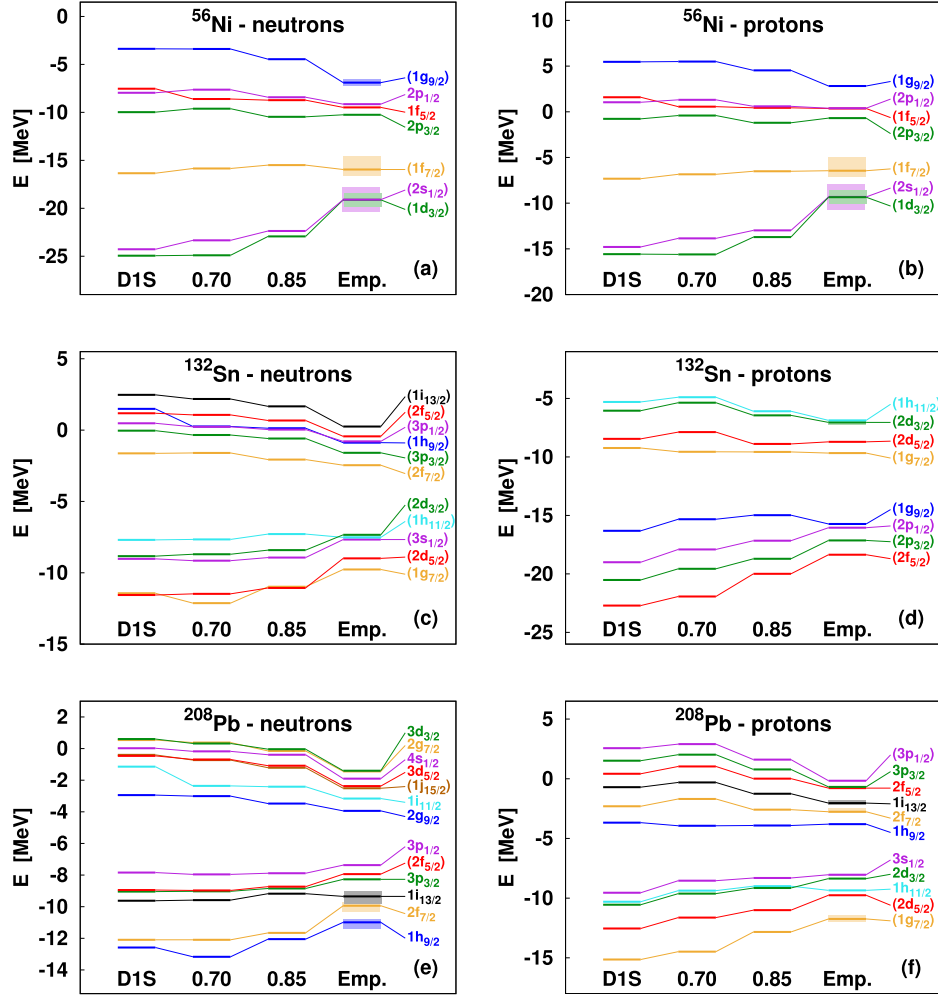 ⁵⁶Ni - neutrons
E [MeV]
0
-5
-10
-15
-20
-25
(1g9/2)
2p1/2
1f5/2
2p3/2
(1f7/2)
(2s1/2)
(1d3/2)
(a)
D1S 0.70 0.85 Emp.
⁵⁶Ni - protons
E [MeV]
10
5
0
-5
-10
-15
-20
(1g9/2)
(2p1/2)
(1f5/2)
(2p3/2)
(1f7/2)
(2s1/2)
(1d3/2)
(b)
D1S 0.70 0.85 Emp.
¹³²Sn - neutrons
E [MeV]
5
0
-5
-10
-15
(1i13/2)
(2f5/2)
(3p1/2)
(1h9/2)
(3p3/2)
(2f7/2)
(2d3/2)
(1h11/2)
(3s1/2)
(2d5/2)
(1g7/2)
(c)
D1S 0.70 0.85 Emp.
¹³²Sn - protons
E [MeV]
-5
-10
-15
-20
-25
(1h11/2)
(2d3/2)
(2d5/2)
(1g7/2)
(1g9/2)
(2p1/2)
(2p3/2)
(2f5/2)
(d)
D1S 0.70 0.85 Emp.
²⁰⁸Pb - neutrons
E [MeV]
2
0
-2
-4
-6
-8
-10
-12
-14
3d3/2
2g7/2
4s1/2
3d5/2
(1j15/2)
1i11/2
2g9/2
3p1/2
(2f5/2)
3p3/2
1i13/2
2f7/2
1h9/2
(e)
D1S 0.70 0.85 Emp.
²⁰⁸Pb - protons
E [MeV]
5
0
-5
-10
-15
(3p1/2)
3p3/2
2f5/2
1i13/2
2f7/2
1h9/2
3s1/2
2d3/2
1h11/2
(2d5/2)
(1g7/2)
(f)
D1S 0.70 0.85 Emp.